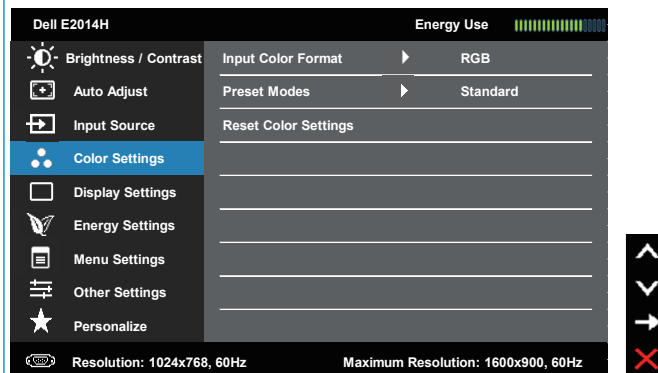 Dell E2014H Energy Use
Brightness / Contrast Input Color Format RGB
Auto Adjust Preset Modes Standard
Input Source Reset Color Settings
Color Settings
Display Settings
Energy Settings
Menu Settings
Other Settings
Personalize
Resolution: 1024x768, 60Hz Maximum Resolution: 1600x900, 60Hz